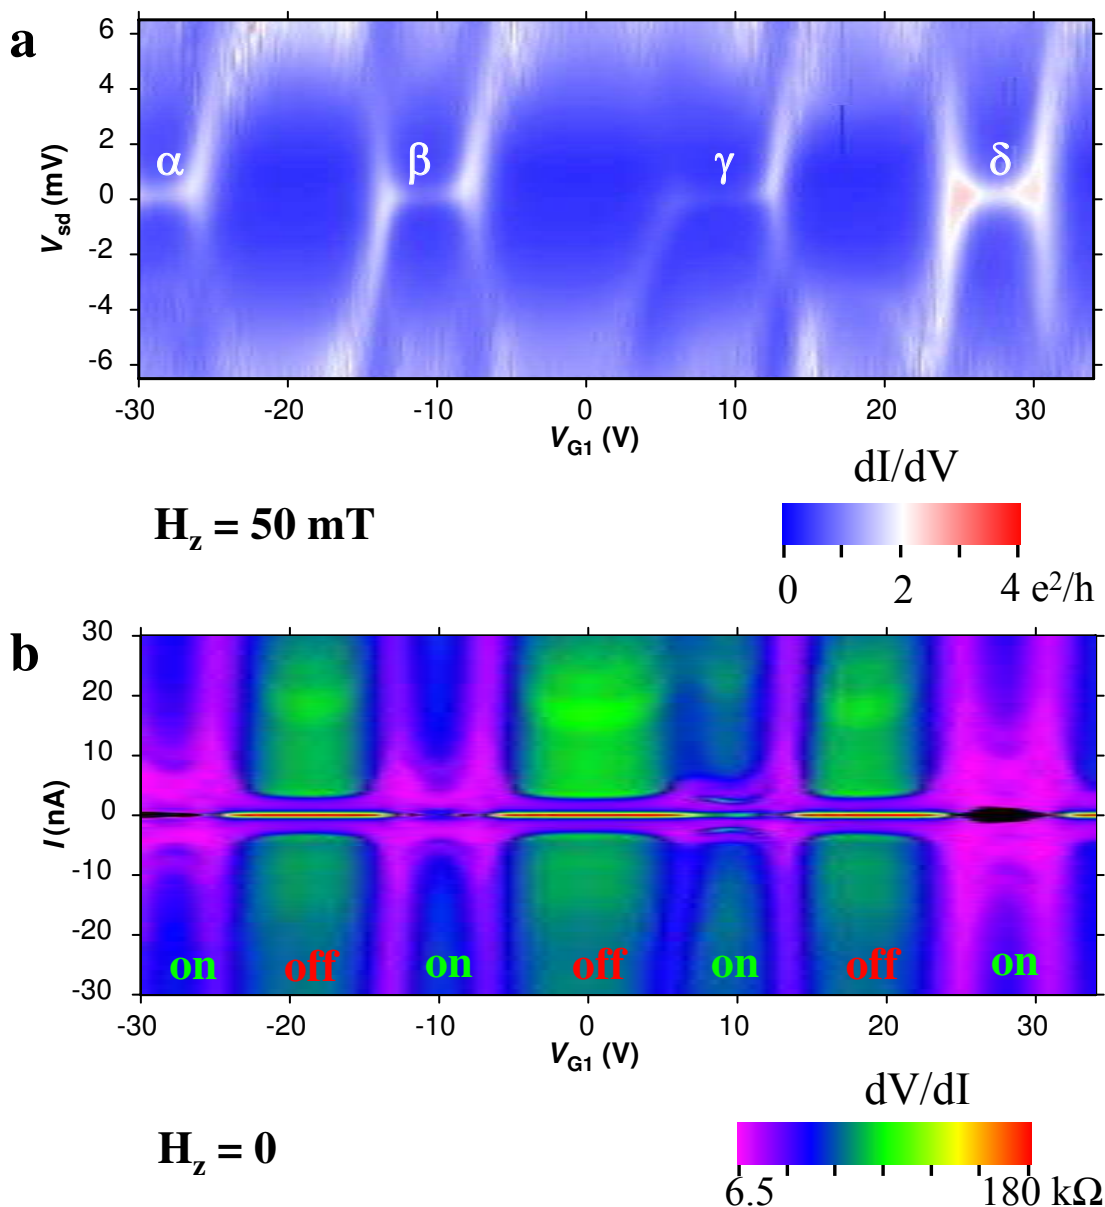 a
6
4
2
0
-2
-4
-6
V_sd (mV)
α β γ δ
-30 -20 -10 0 10 20 30
V_G1 (V)
dI/dV
H_z = 50 mT
0 2 4 e²/h
b
30
20
10
0
-10
-20
-30
I (nA)
on off on off on off on
-30 -20 -10 0 10 20 30
V_G1 (V)
dV/dI
H_z = 0
6.5 180 kΩ